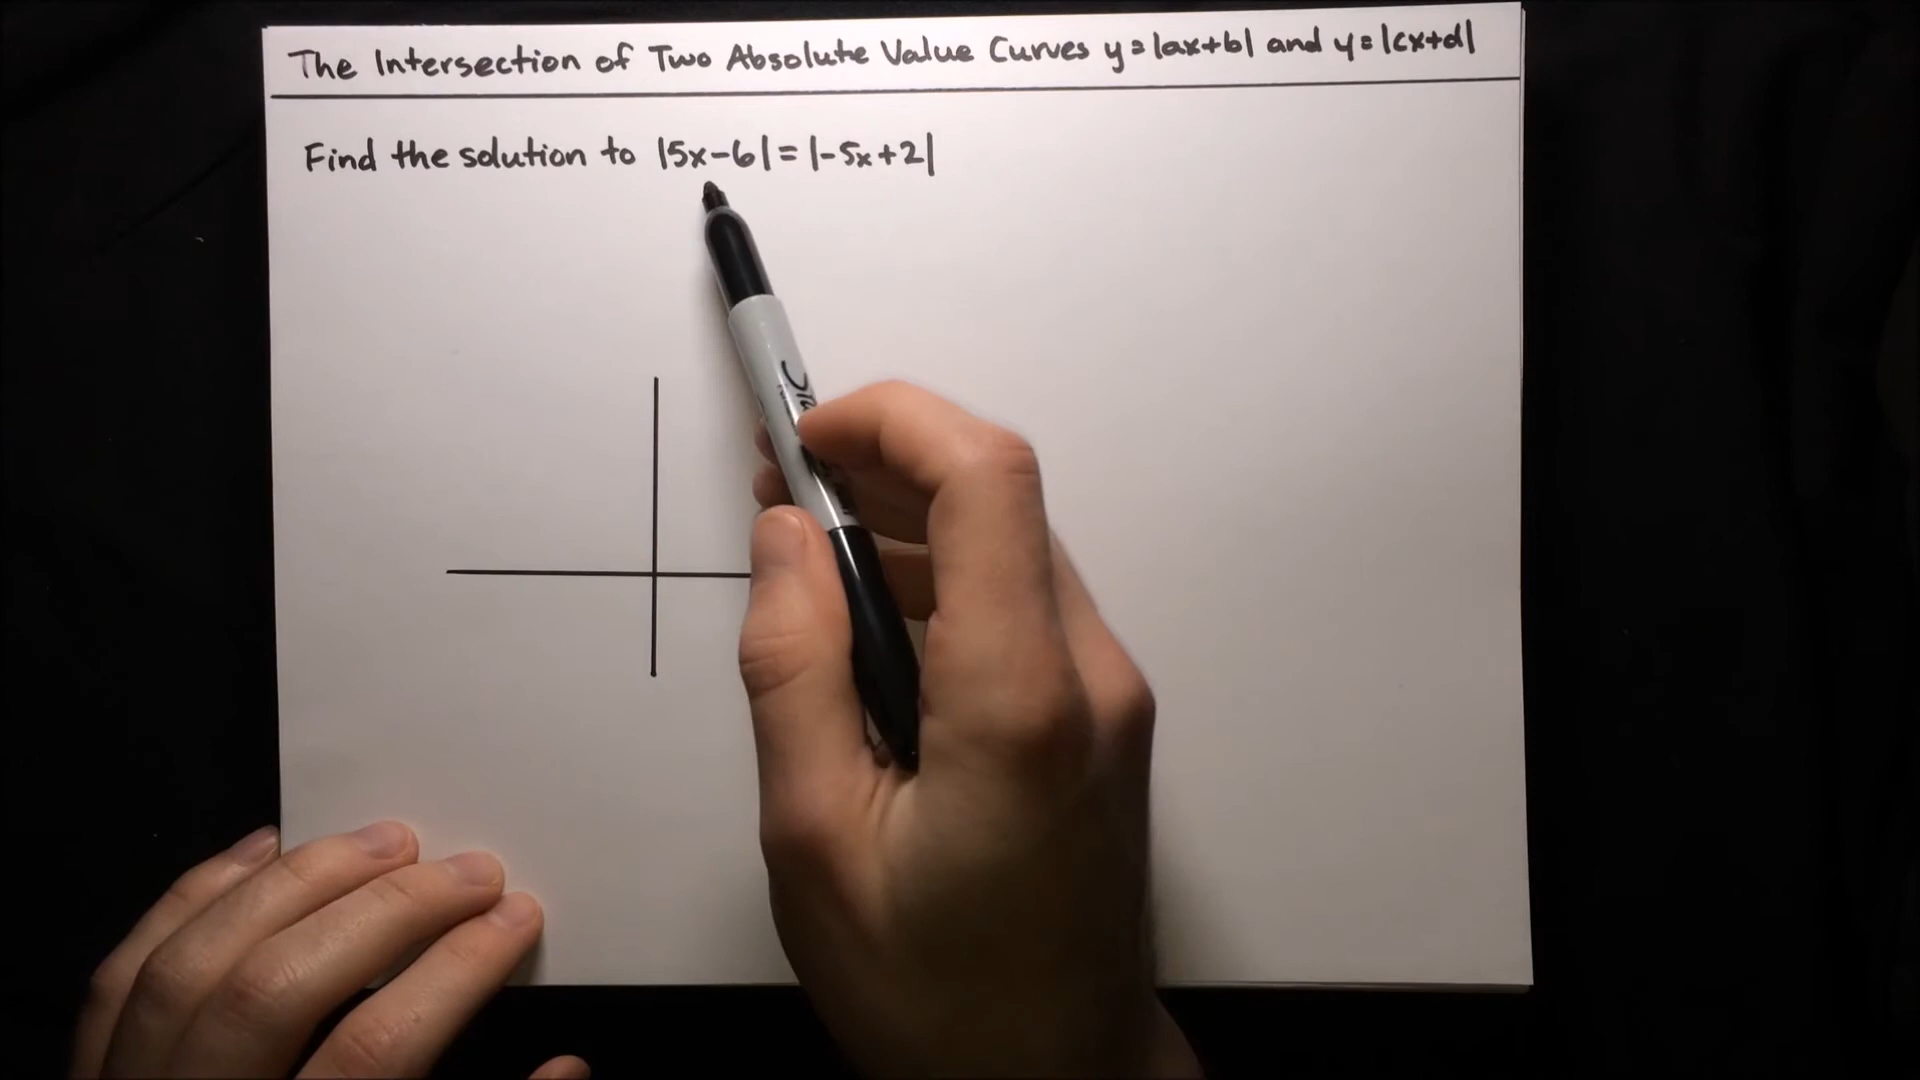 The Intersection of Two Absolute Value Curves y=|ax+b| and y=|cx+d|
Find the solution to |5x-6|=|-5x+2|